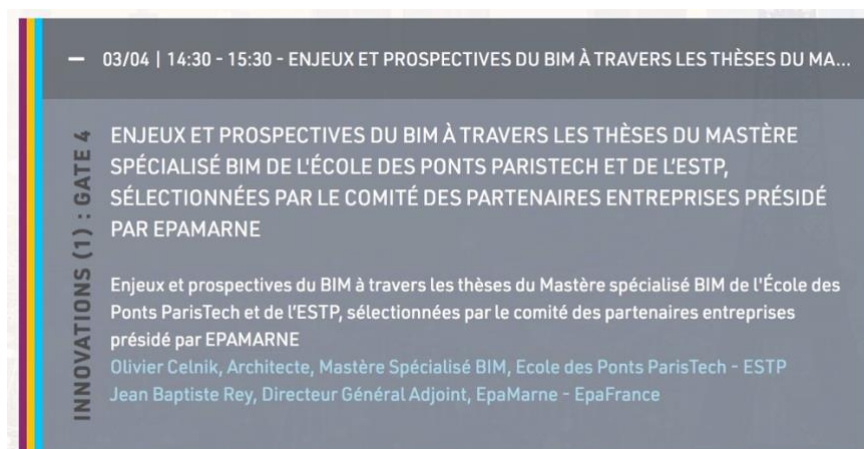 — 03/04 | 14:30 - 15:30 - ENJEUX ET PROSPECTIVES DU BIM À TRAVERS LES THÈSES DU MA...
INNOVATIONS (1) : GATE 4
ENJEUX ET PROSPECTIVES DU BIM À TRAVERS LES THÈSES DU MASTÈRE
SPÉCIALISÉ BIM DE L'ÉCOLE DES PONTS PARISTECH ET DE L’ESTP,
SÉLECTIONNÉES PAR LE COMITÉ DES PARTENAIRES ENTREPRISES PRÉSIDÉ
PAR EPAMARNE
Enjeux et prospectives du BIM à travers les thèses du Mastère spécialisé BIM de l'École des
Ponts ParisTech et de l’ESTP, sélectionnées par le comité des partenaires entreprises
présidé par EPAMARNE
Olivier Celnik, Architecte, Mastère Spécialisé BIM, Ecole des Ponts ParisTech - ESTP
Jean Baptiste Rey, Directeur Général Adjoint, EpaMarne - EpaFrance